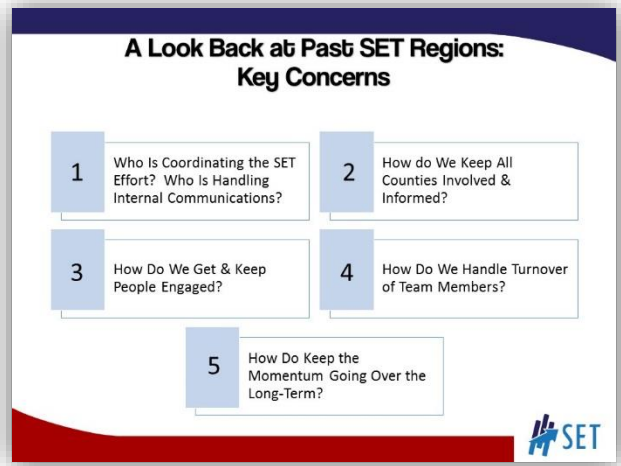 A Look Back at Past SET Regions:
Key Concerns
1
Who Is Coordinating the SET
Effort? Who Is Handling
Internal Communications?
2
How do We Keep All
Counties Involved &
Informed?
3
How Do We Get & Keep
People Engaged?
4
How Do We Handle Turnover
of Team Members?
5
How Do Keep the
Momentum Going Over the
Long-Term?
SET